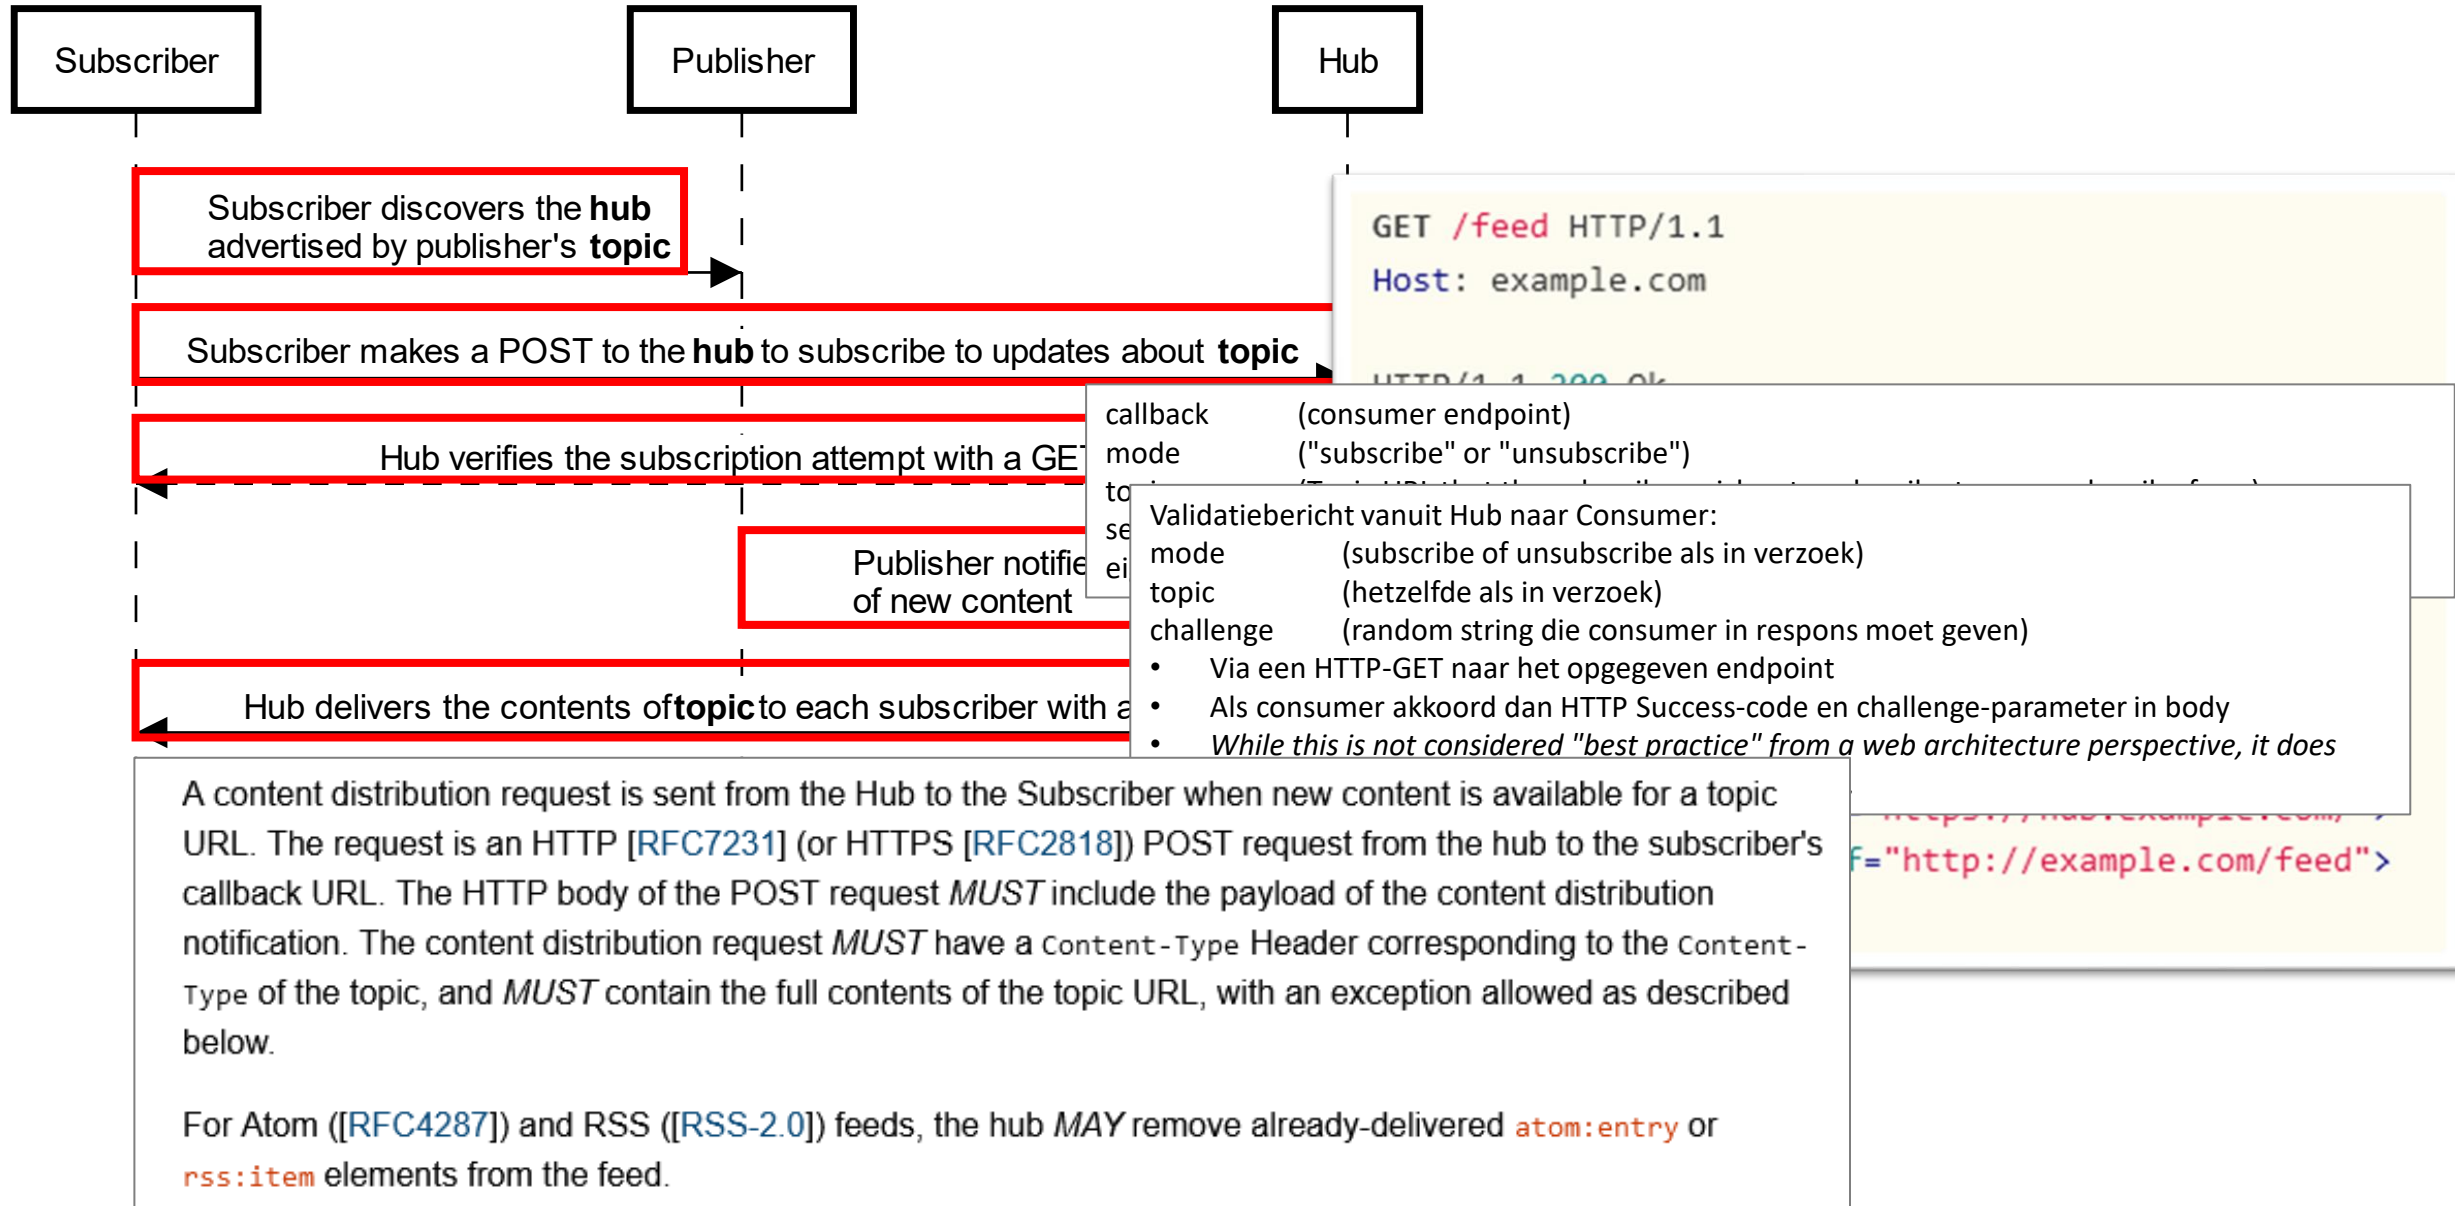 Subscriber
Publisher
Hub
Subscriber discovers the hub
advertised by publisher's topic
Subscriber makes a POST to the hub to subscribe to updates about topic
Hub verifies the subscription attempt with a
Publisher
of new content
Hub delivers the contents of topic to each subscriber with
GET /feed HTTP/1.1
Host: example.com
HTTP/1.1 200 Ok
callback (consumer endpoint)
mode ("subscribe" or "unsubscribe")
Validatiebericht vanuit Hub naar Consumer:
mode (subscribe of unsubscribe als in verzoek)
topic (hetzelfde als in verzoek)
challenge (random string die consumer in respons moet geven)
• Via een HTTP-GET naar het opgegeven endpoint
• Als consumer akkoord dan HTTP Success-code en challenge-parameter in body
• While this is not considered "best practice" from a web architecture perspective, it does
="http://example.com/feed">
A content distribution request is sent from the Hub to the Subscriber when new content is available for a topic
URL. The request is an HTTP [RFC7231] (or HTTPS [RFC2818]) POST request from the hub to the subscriber's
callback URL. The HTTP body of the POST request MUST include the payload of the content distribution
notification. The content distribution request MUST have a Content-Type Header corresponding to the Content-
Type of the topic, and MUST contain the full contents of the topic URL, with an exception allowed as described
below.
For Atom ([RFC4287]) and RSS ([RSS-2.0]) feeds, the hub MAY remove already-delivered atom:entry or
rss:item elements from the feed.